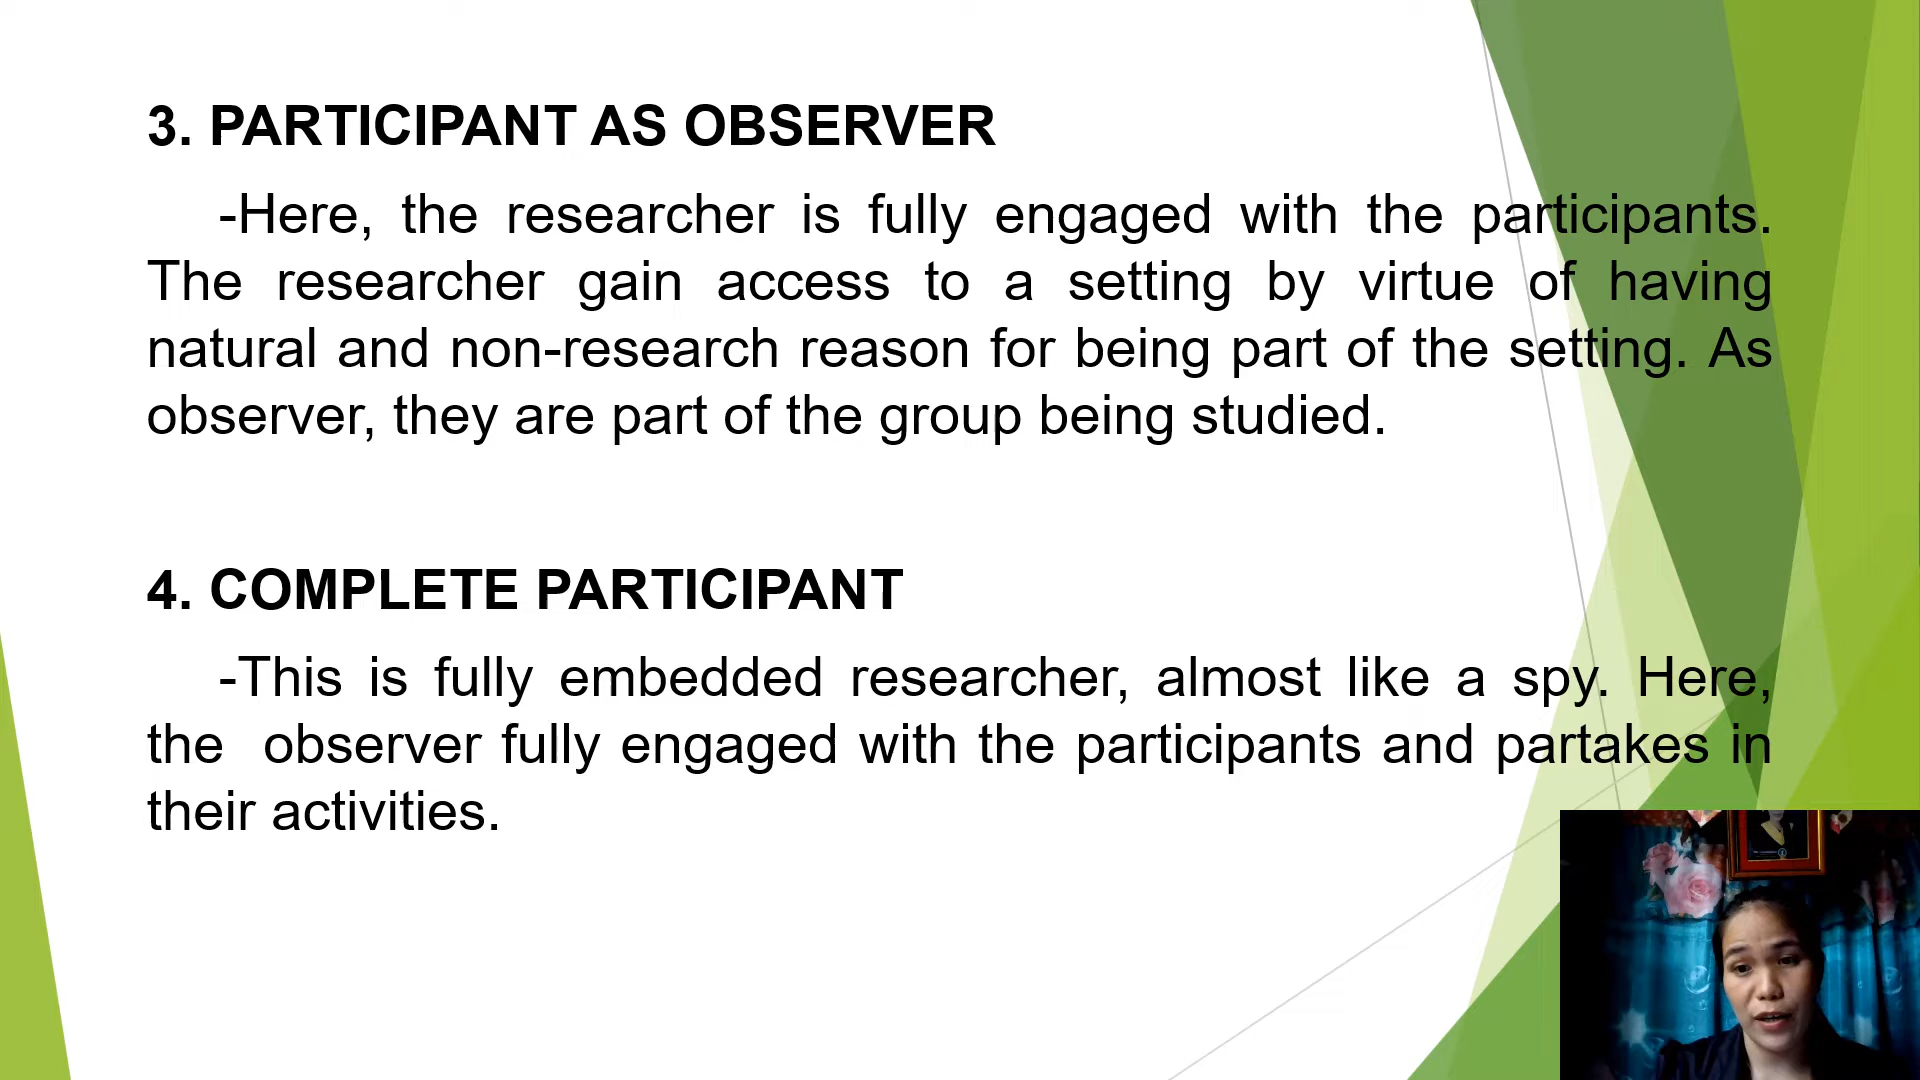 3. PARTICIPANT AS OBSERVER
-Here, the researcher is fully engaged with the participants.
The researcher gain access to a setting by virtue of having
natural and non-research reason for being part of the setting. As
observer, they are part of the group being studied.
4. COMPLETE PARTICIPANT
-This is fully embedded researcher, almost like a spy. Here,
the observer fully engaged with the participants and partakes in
their activities.